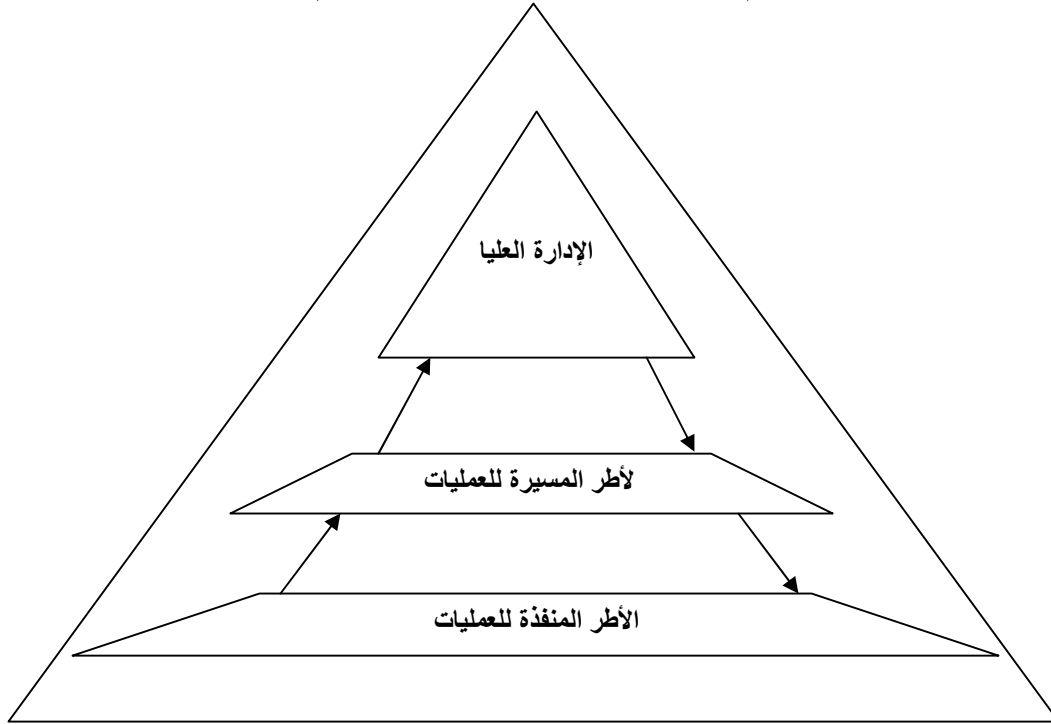 الإدارة العليا
لأطر المسيرة للعمليات
الأطر المنفذة للعمليات